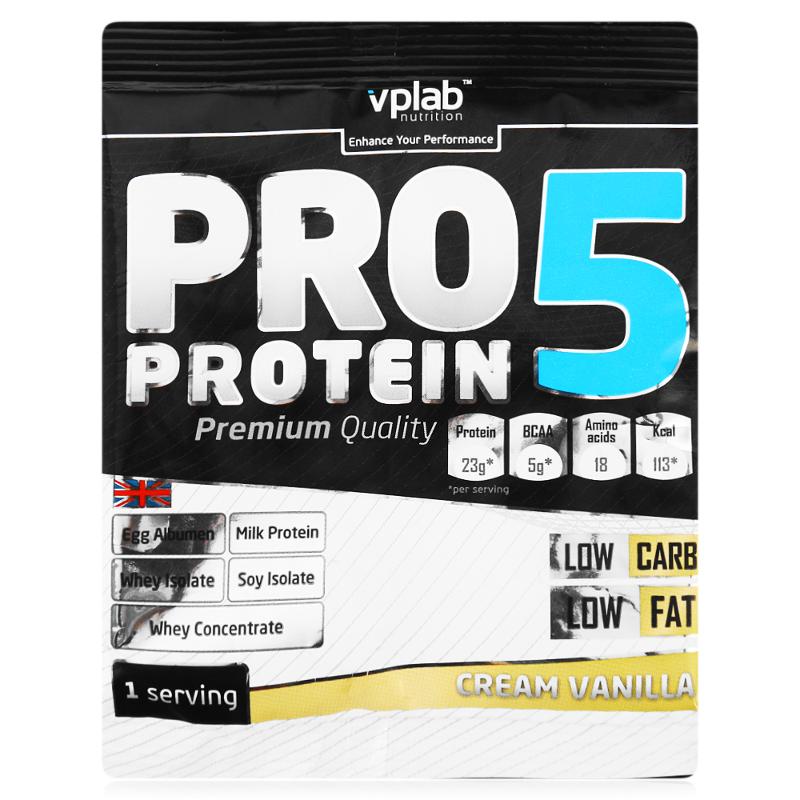 vplab™
nutrition
Enhance Your Performance
PRO 5
PROTEIN
Premium Quality
Protein BCAA Amino acids Kcal
23g* 5g* 18 113*
*per serving
Egg Albumen Milk Protein
Whey Isolate Soy Isolate
Whey Concentrate
LOW CARB
LOW FAT
1 serving
CREAM VANILLA